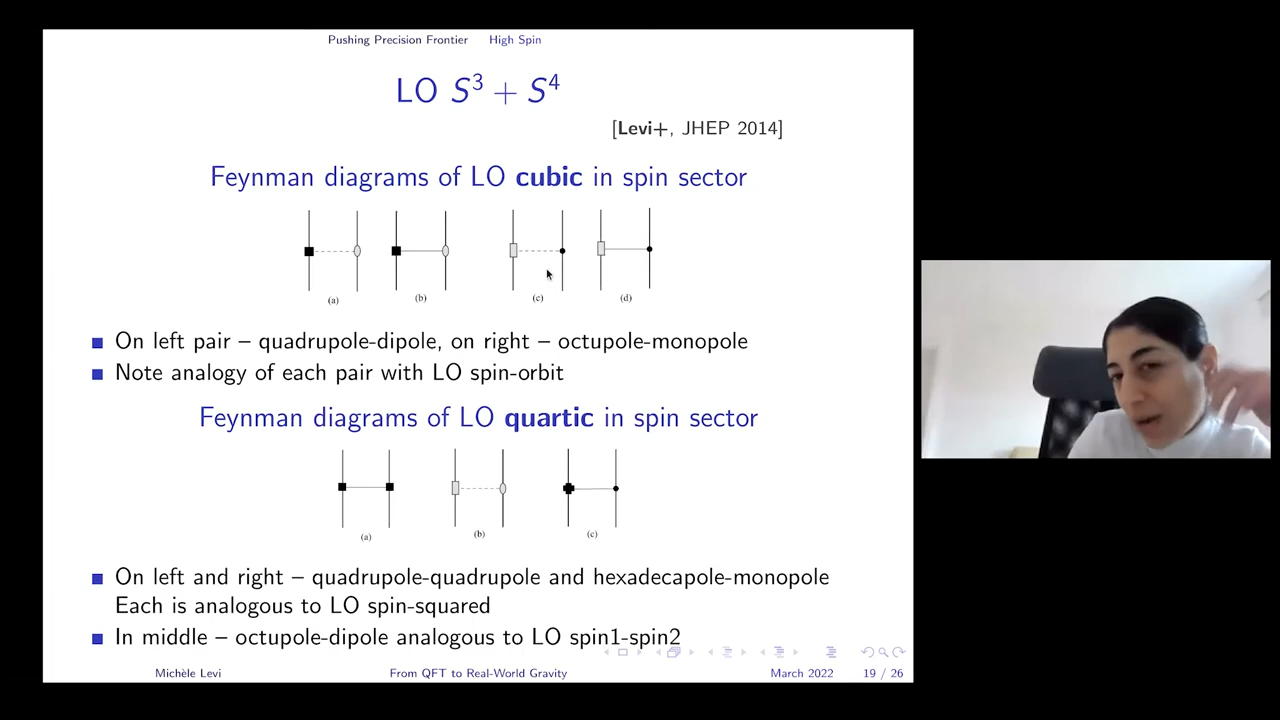 Pushing Precision Frontier High Spin
LO S³ + S⁴
[Levi+, JHEP 2014]
Feynman diagrams of LO cubic in spin sector
(a) (b) (c) (d)
On left pair – quadrupole-dipole, on right – octupole-monopole
Note analogy of each pair with LO spin-orbit
Feynman diagrams of LO quartic in spin sector
(a) (b) (c)
On left and right – quadrupole-quadrupole and hexadecapole-monopole
Each is analogous to LO spin-squared
In middle – octupole-dipole analogous to LO spin1-spin2
Michèle Levi From QFT to Real-World Gravity March 2022 19 / 26